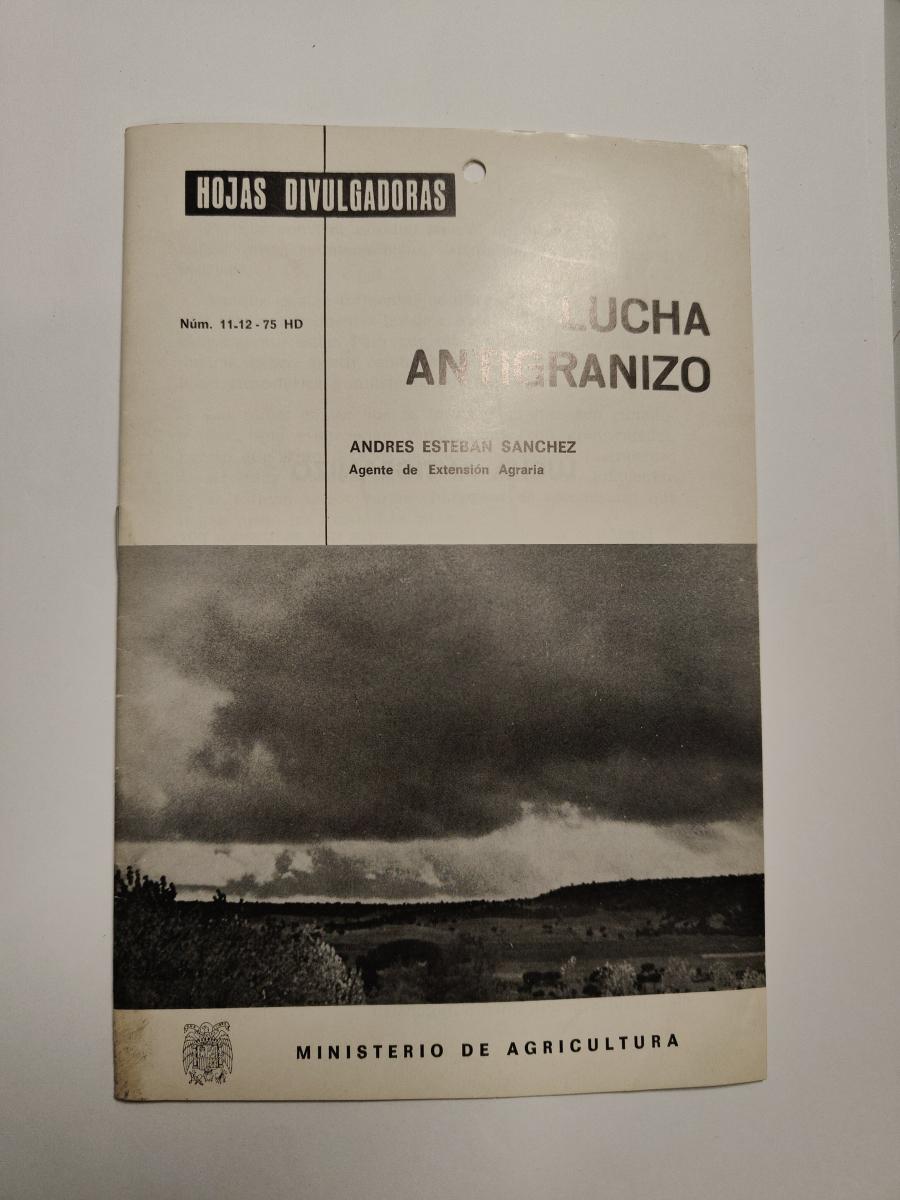 HOJAS DIVULGADORAS
Núm. 11-12 - 75 HD
LUCHA
ANTIGRANIZO
ANDRES ESTEBAN SANCHEZ
Agente de Extensión Agraria
MINISTERIO DE AGRICULTURA